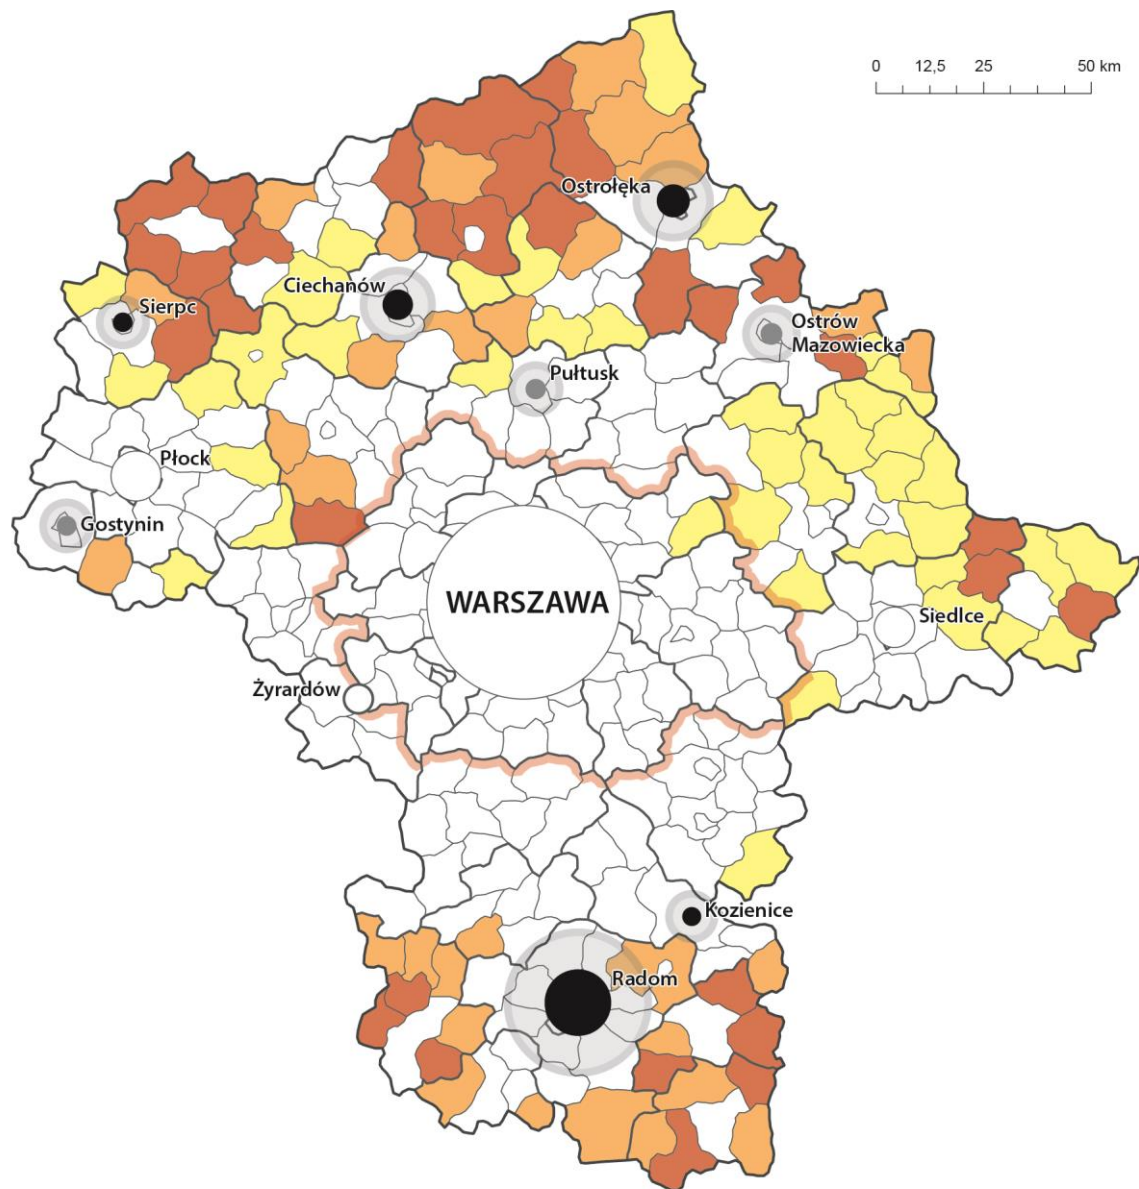 0 12,5 25 50 km
Ostrołęka
Ciechanów
Sierpc
Ostrów
Mazowiecka
Pułtusk
Płock
Gostynin
WARSZAWA
Siedlce
Żyrardów
Kozienice
Radom